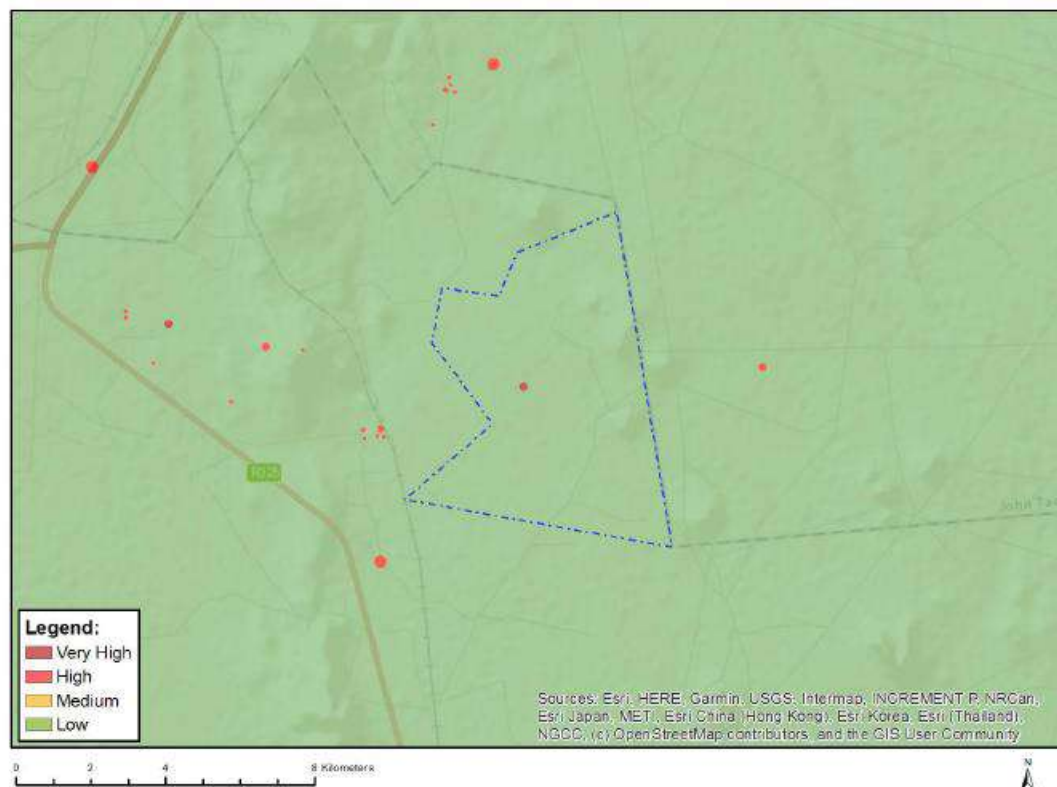 John Ta
Legend:
Very High
High
Medium
Low
Sources: Esri, HERE, Garmin, USGS, Intermap, INCREMENT P, NRCan,
Esri Japan, METI, Esri China (Hong Kong), Esri Korea, Esri (Thailand),
NGCC, (c) OpenStreetMap contributors, and the GIS User Community
0 2 4 8 Kilometers
N